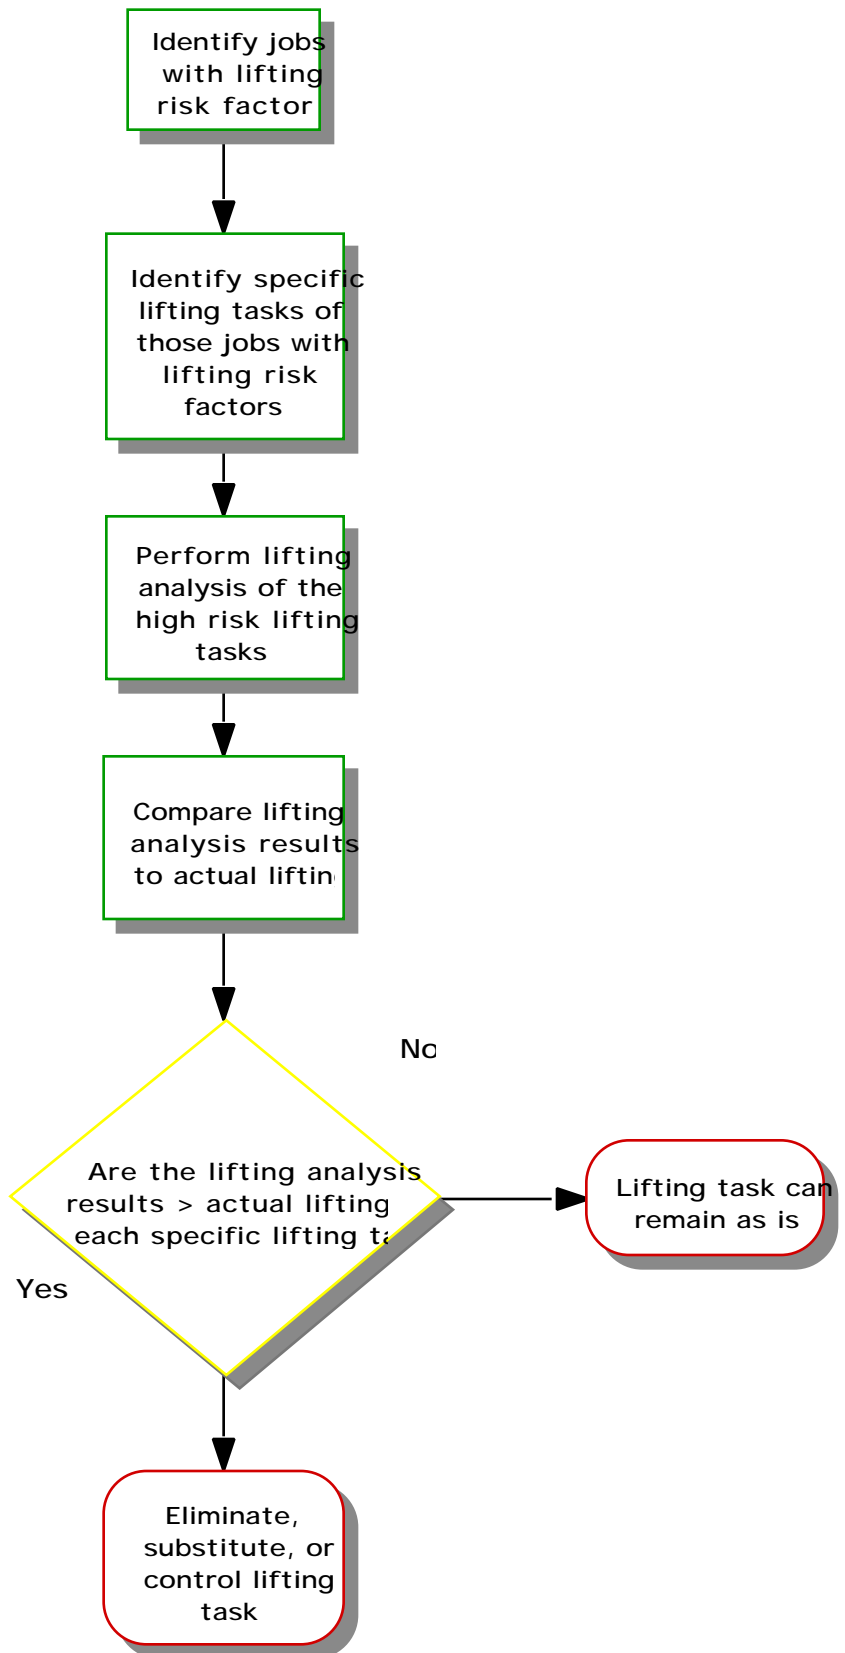 Identify jobs
with lifting
risk factor
Identify specific
lifting tasks of
those jobs with
lifting risk
factors
Perform lifting
analysis of the
high risk lifting
tasks
Compare lifting
analysis results
to actual liftin
No
Are the lifting analysis
results > actual lifting
each specific lifting
Lifting task can
remain as is
Yes
Eliminate,
substitute, or
control lifting
task